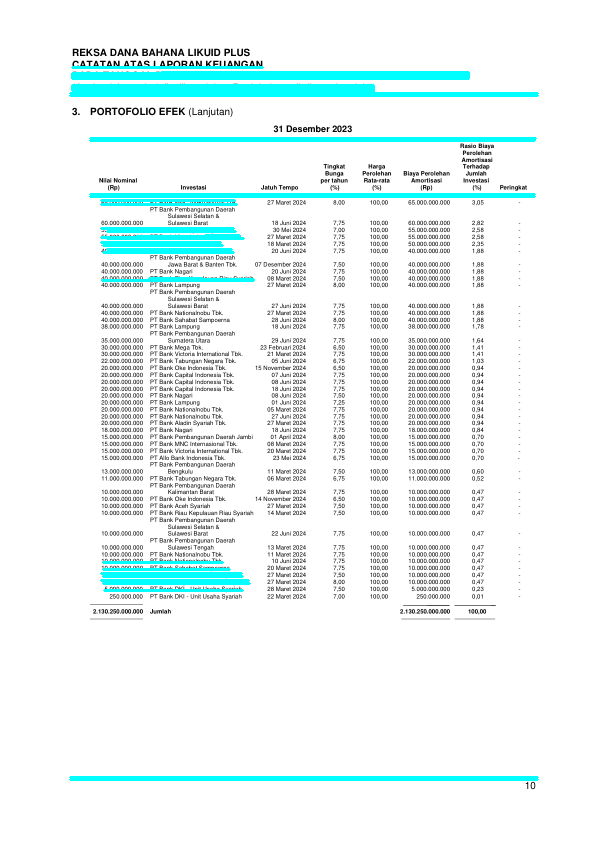 REKSA DANA BAHANA LIKUID PLUS
CATATAN ATAS LAPORAN KEUANGAN
3. PORTOFOLIO EFEK (Lanjutan)
31 Desember 2023
Nilai Nominal (Rp) Investasi Jatuh Tempo Tingkat Bunga per tahun (%) Harga Perolehan Rata-rata (%) Biaya Perolehan Amortisasi (Rp) Rasio Biaya Perolehan Amortisasi Terhadap Jumlah Investasi (%) Peringkat
27 Maret 2024 8,00 100,00 65.000.000.000 3,05 -
PT Bank Pembangunan Daerah
Sulawesi Selatan &
60.000.000.000 Sulawesi Barat 18 Juni 2024 7,75 100,00 60.000.000.000 2,82 -
30 Mei 2024 7,00 100,00 55.000.000.000 2,58 -
27 Maret 2024 7,75 100,00 55.000.000.000 2,58 -
18 Maret 2024 7,75 100,00 50.000.000.000 2,35 -
20 Juni 2024 7,75 100,00 40.000.000.000 1,88 -
PT Bank Pembangunan Daerah
40.000.000.000 Jawa Barat & Banten Tbk. 07 Desember 2024 7,50 100,00 40.000.000.000 1,88 -
40.000.000.000 PT Bank Nagari 20 Juni 2024 7,75 100,00 40.000.000.000 1,88 -
08 Maret 2024 7,50 100,00 40.000.000.000 1,88 -
40.000.000.000 PT Bank Lampung 27 Maret 2024 8,00 100,00 40.000.000.000 1,88 -
PT Bank Pembangunan Daerah
Sulawesi Selatan &
40.000.000.000 Sulawesi Barat 27 Juni 2024 7,75 100,00 40.000.000.000 1,88 -
40.000.000.000 PT Bank Nationalnobu Tbk. 27 Maret 2024 7,75 100,00 40.000.000.000 1,88 -
40.000.000.000 PT Bank Sahabat Sampoerna 28 Juni 2024 8,00 100,00 40.000.000.000 1,88 -
38.000.000.000 PT Bank Lampung 18 Juni 2024 7,75 100,00 38.000.000.000 1,78 -
PT Bank Pembangunan Daerah
35.000.000.000 Sumatera Utara 29 Juni 2024 7,75 100,00 35.000.000.000 1,64 -
30.000.000.000 PT Bank Mega Tbk. 23 Februari 2024 6,50 100,00 30.000.000.000 1,41 -
30.000.000.000 PT Bank Victoria International Tbk. 21 Maret 2024 7,75 100,00 30.000.000.000 1,41 -
22.000.000.000 PT Bank Tabungan Negara Tbk. 05 Juni 2024 6,75 100,00 22.000.000.000 1,03 -
20.000.000.000 PT Bank Oke Indonesia Tbk. 15 November 2024 6,50 100,00 20.000.000.000 0,94 -
20.000.000.000 PT Bank Capital Indonesia Tbk. 07 Juni 2024 7,75 100,00 20.000.000.000 0,94 -
20.000.000.000 PT Bank Capital Indonesia Tbk. 08 Juni 2024 7,75 100,00 20.000.000.000 0,94 -
20.000.000.000 PT Bank Capital Indonesia Tbk. 18 Juni 2024 7,75 100,00 20.000.000.000 0,94 -
20.000.000.000 PT Bank Nagari 08 Juni 2024 7,50 100,00 20.000.000.000 0,94 -
20.000.000.000 PT Bank Lampung 01 Juni 2024 7,25 100,00 20.000.000.000 0,94 -
20.000.000.000 PT Bank Nationalnobu Tbk. 05 Maret 2024 7,75 100,00 20.000.000.000 0,94 -
20.000.000.000 PT Bank Nationalnobu Tbk. 27 Juni 2024 7,75 100,00 20.000.000.000 0,94 -
20.000.000.000 PT Bank Aladin Syariah Tbk. 27 Maret 2024 7,75 100,00 20.000.000.000 0,94 -
18.000.000.000 PT Bank Nagari 18 Juni 2024 7,75 100,00 18.000.000.000 0,84 -
15.000.000.000 PT Bank Pembangunan Daerah Jambi 01 April 2024 8,00 100,00 15.000.000.000 0,70 -
15.000.000.000 PT Bank MNC Internasional Tbk. 08 Maret 2024 7,75 100,00 15.000.000.000 0,70 -
15.000.000.000 PT Bank Victoria International Tbk. 20 Maret 2024 7,75 100,00 15.000.000.000 0,70 -
15.000.000.000 PT Allo Bank Indonesia Tbk. 23 Mei 2024 6,75 100,00 15.000.000.000 0,70 -
PT Bank Pembangunan Daerah
13.000.000.000 Bengkulu 11 Maret 2024 7,50 100,00 13.000.000.000 0,60 -
11.000.000.000 PT Bank Tabungan Negara Tbk. 06 Maret 2024 6,75 100,00 11.000.000.000 0,52 -
PT Bank Pembangunan Daerah
10.000.000.000 Kalimantan Barat 28 Maret 2024 7,75 100,00 10.000.000.000 0,47 -
10.000.000.000 PT Bank Oke Indonesia Tbk. 14 November 2024 6,50 100,00 10.000.000.000 0,47 -
10.000.000.000 PT Bank Aceh Syariah 27 Maret 2024 7,50 100,00 10.000.000.000 0,47 -
10.000.000.000 PT Bank Riau Kepulauan Riau Syariah 14 Maret 2024 7,50 100,00 10.000.000.000 0,47 -
PT Bank Pembangunan Daerah
Sulawesi Selatan &
10.000.000.000 Sulawesi Barat 22 Juni 2024 7,75 100,00 10.000.000.000 0,47 -
PT Bank Pembangunan Daerah
10.000.000.000 Sulawesi Tengah 13 Maret 2024 7,75 100,00 10.000.000.000 0,47 -
10.000.000.000 PT Bank Nationalnobu Tbk. 11 Maret 2024 7,75 100,00 10.000.000.000 0,47 -
10.000.000.000 PT Bank Nationalnobu Tbk. 10 Juni 2024 7,75 100,00 10.000.000.000 0,47 -
20 Maret 2024 7,75 100,00 10.000.000.000 0,47 -
27 Maret 2024 7,50 100,00 10.000.000.000 0,47 -
27 Maret 2024 8,00 100,00 10.000.000.000 0,47 -
5.000.000.000 PT Bank DKI - Unit Usaha Syariah 28 Maret 2024 7,50 100,00 5.000.000.000 0,23 -
250.000.000 PT Bank DKI - Unit Usaha Syariah 22 Maret 2024 7,00 100,00 250.000.000 0,01 -
2.130.250.000.000 Jumlah 2.130.250.000.000 100,00
10